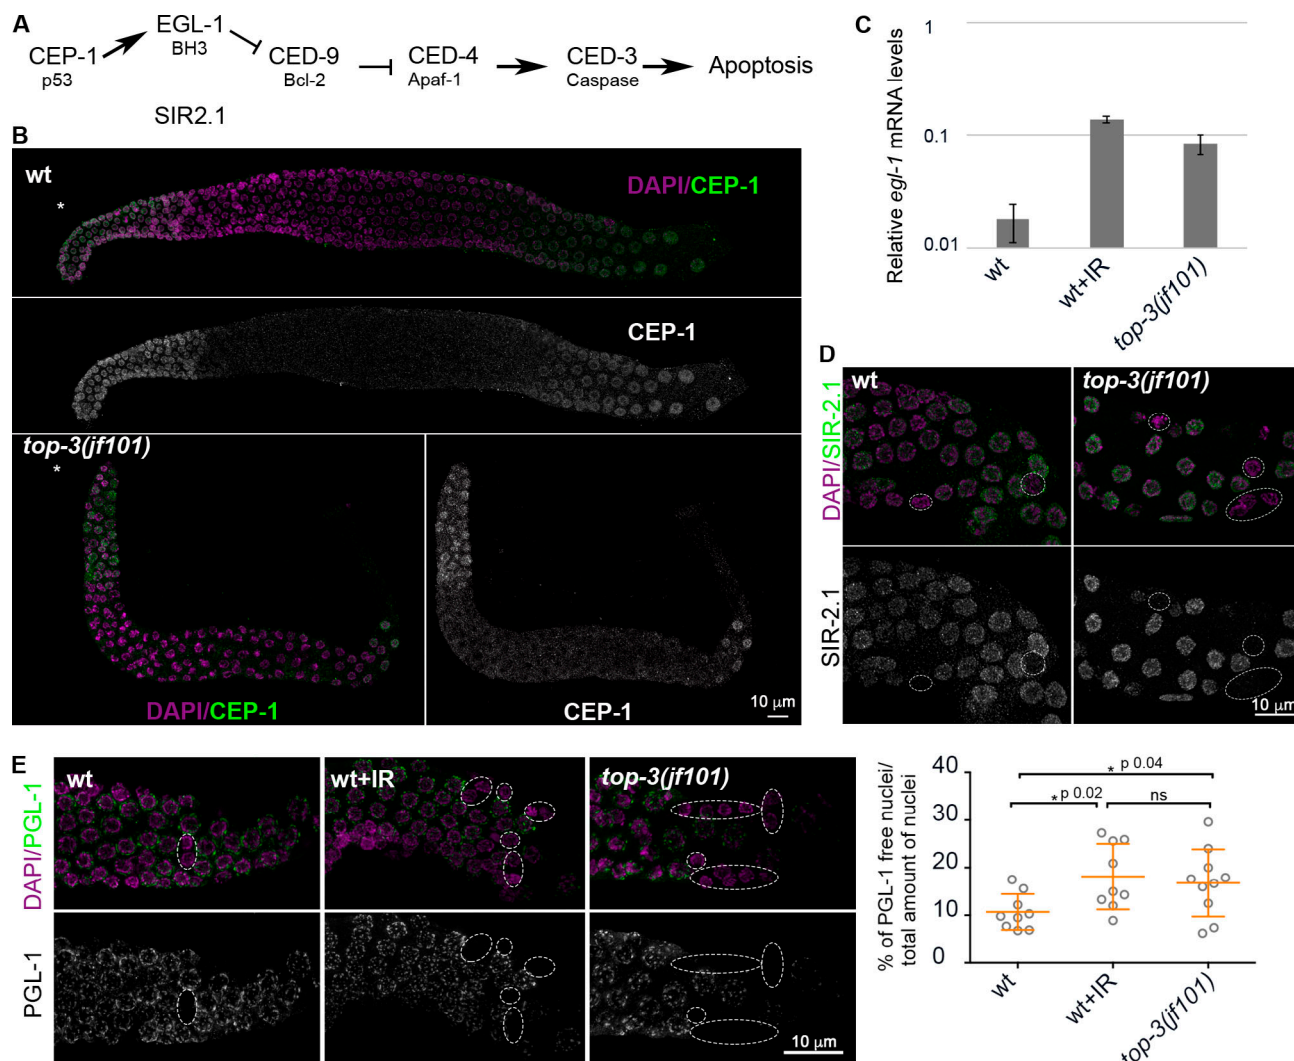 A
CEP-1
p53
EGL-1
BH3
CED-9
Bcl-2
CED-4
Apaf-1
CED-3
Caspase
Apoptosis
SIR2.1
B
wt
*
DAPI/CEP-1
CEP-1
top-3(jf101)
*
DAPI/CEP-1
CEP-1
10 µm
C
Relative egl-1 mRNA levels
1
0.1
0.01
wt
wt+IR
top-3(jf101)
D
wt
top-3(jf101)
DAPI/SIR-2.1
SIR-2.1
10 µm
E
wt
wt+IR
top-3(jf101)
DAPI/PGL-1
PGL-1
10 µm
% of PGL-1 free nuclei/
total amount of nuclei
40
30
20
10
0
* p 0.04
* p 0.02
ns
wt
wt+IR
top-3(jf101)